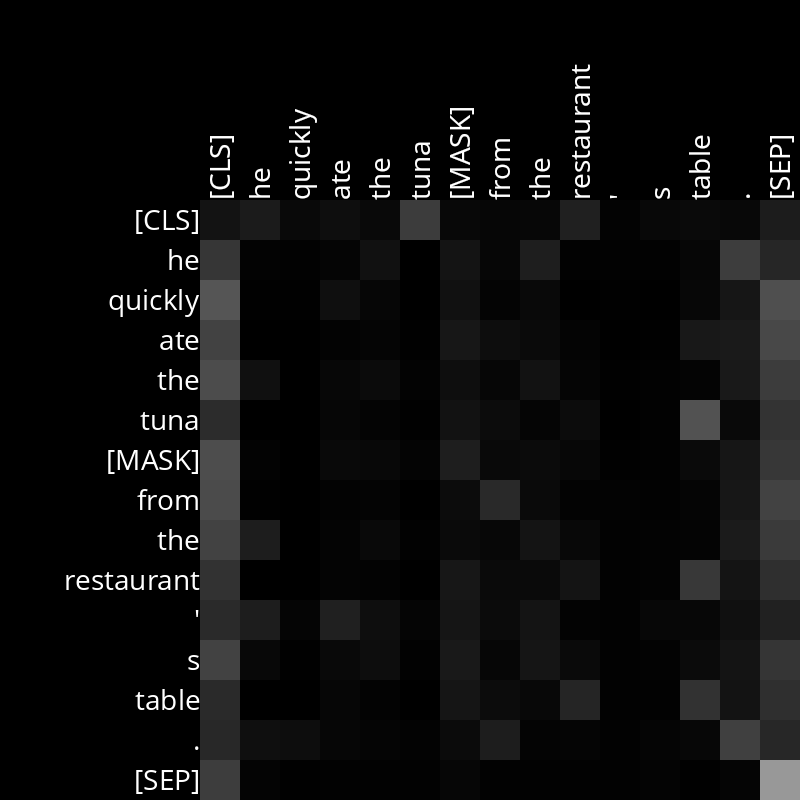 [CLS] he quickly ate the tuna [MASK] from the restaurant ' s table . [SEP]
[CLS]
he
quickly
ate
the
tuna
[MASK]
from
the
restaurant
'
s
table
.
[SEP]